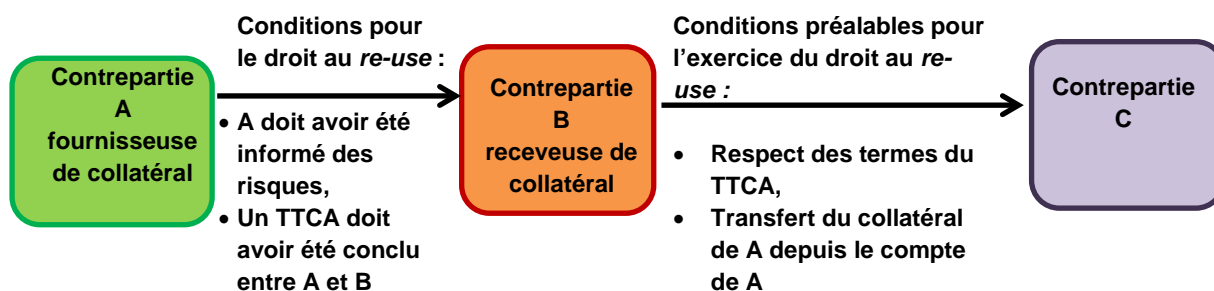 Contrepartie
A
fournisseuse
de collatéral
Conditions pour
le droit au re-use :
• A doit avoir été
informé des
risques,
• Un TTCA doit
avoir été conclu
entre A et B
Contrepartie
B
receveuse de
collatéral
Conditions préalables pour
l’exercice du droit au re-
use :
• Respect des termes du
TTCA,
• Transfert du collatéral
de A depuis le compte
de A
Contrepartie
C